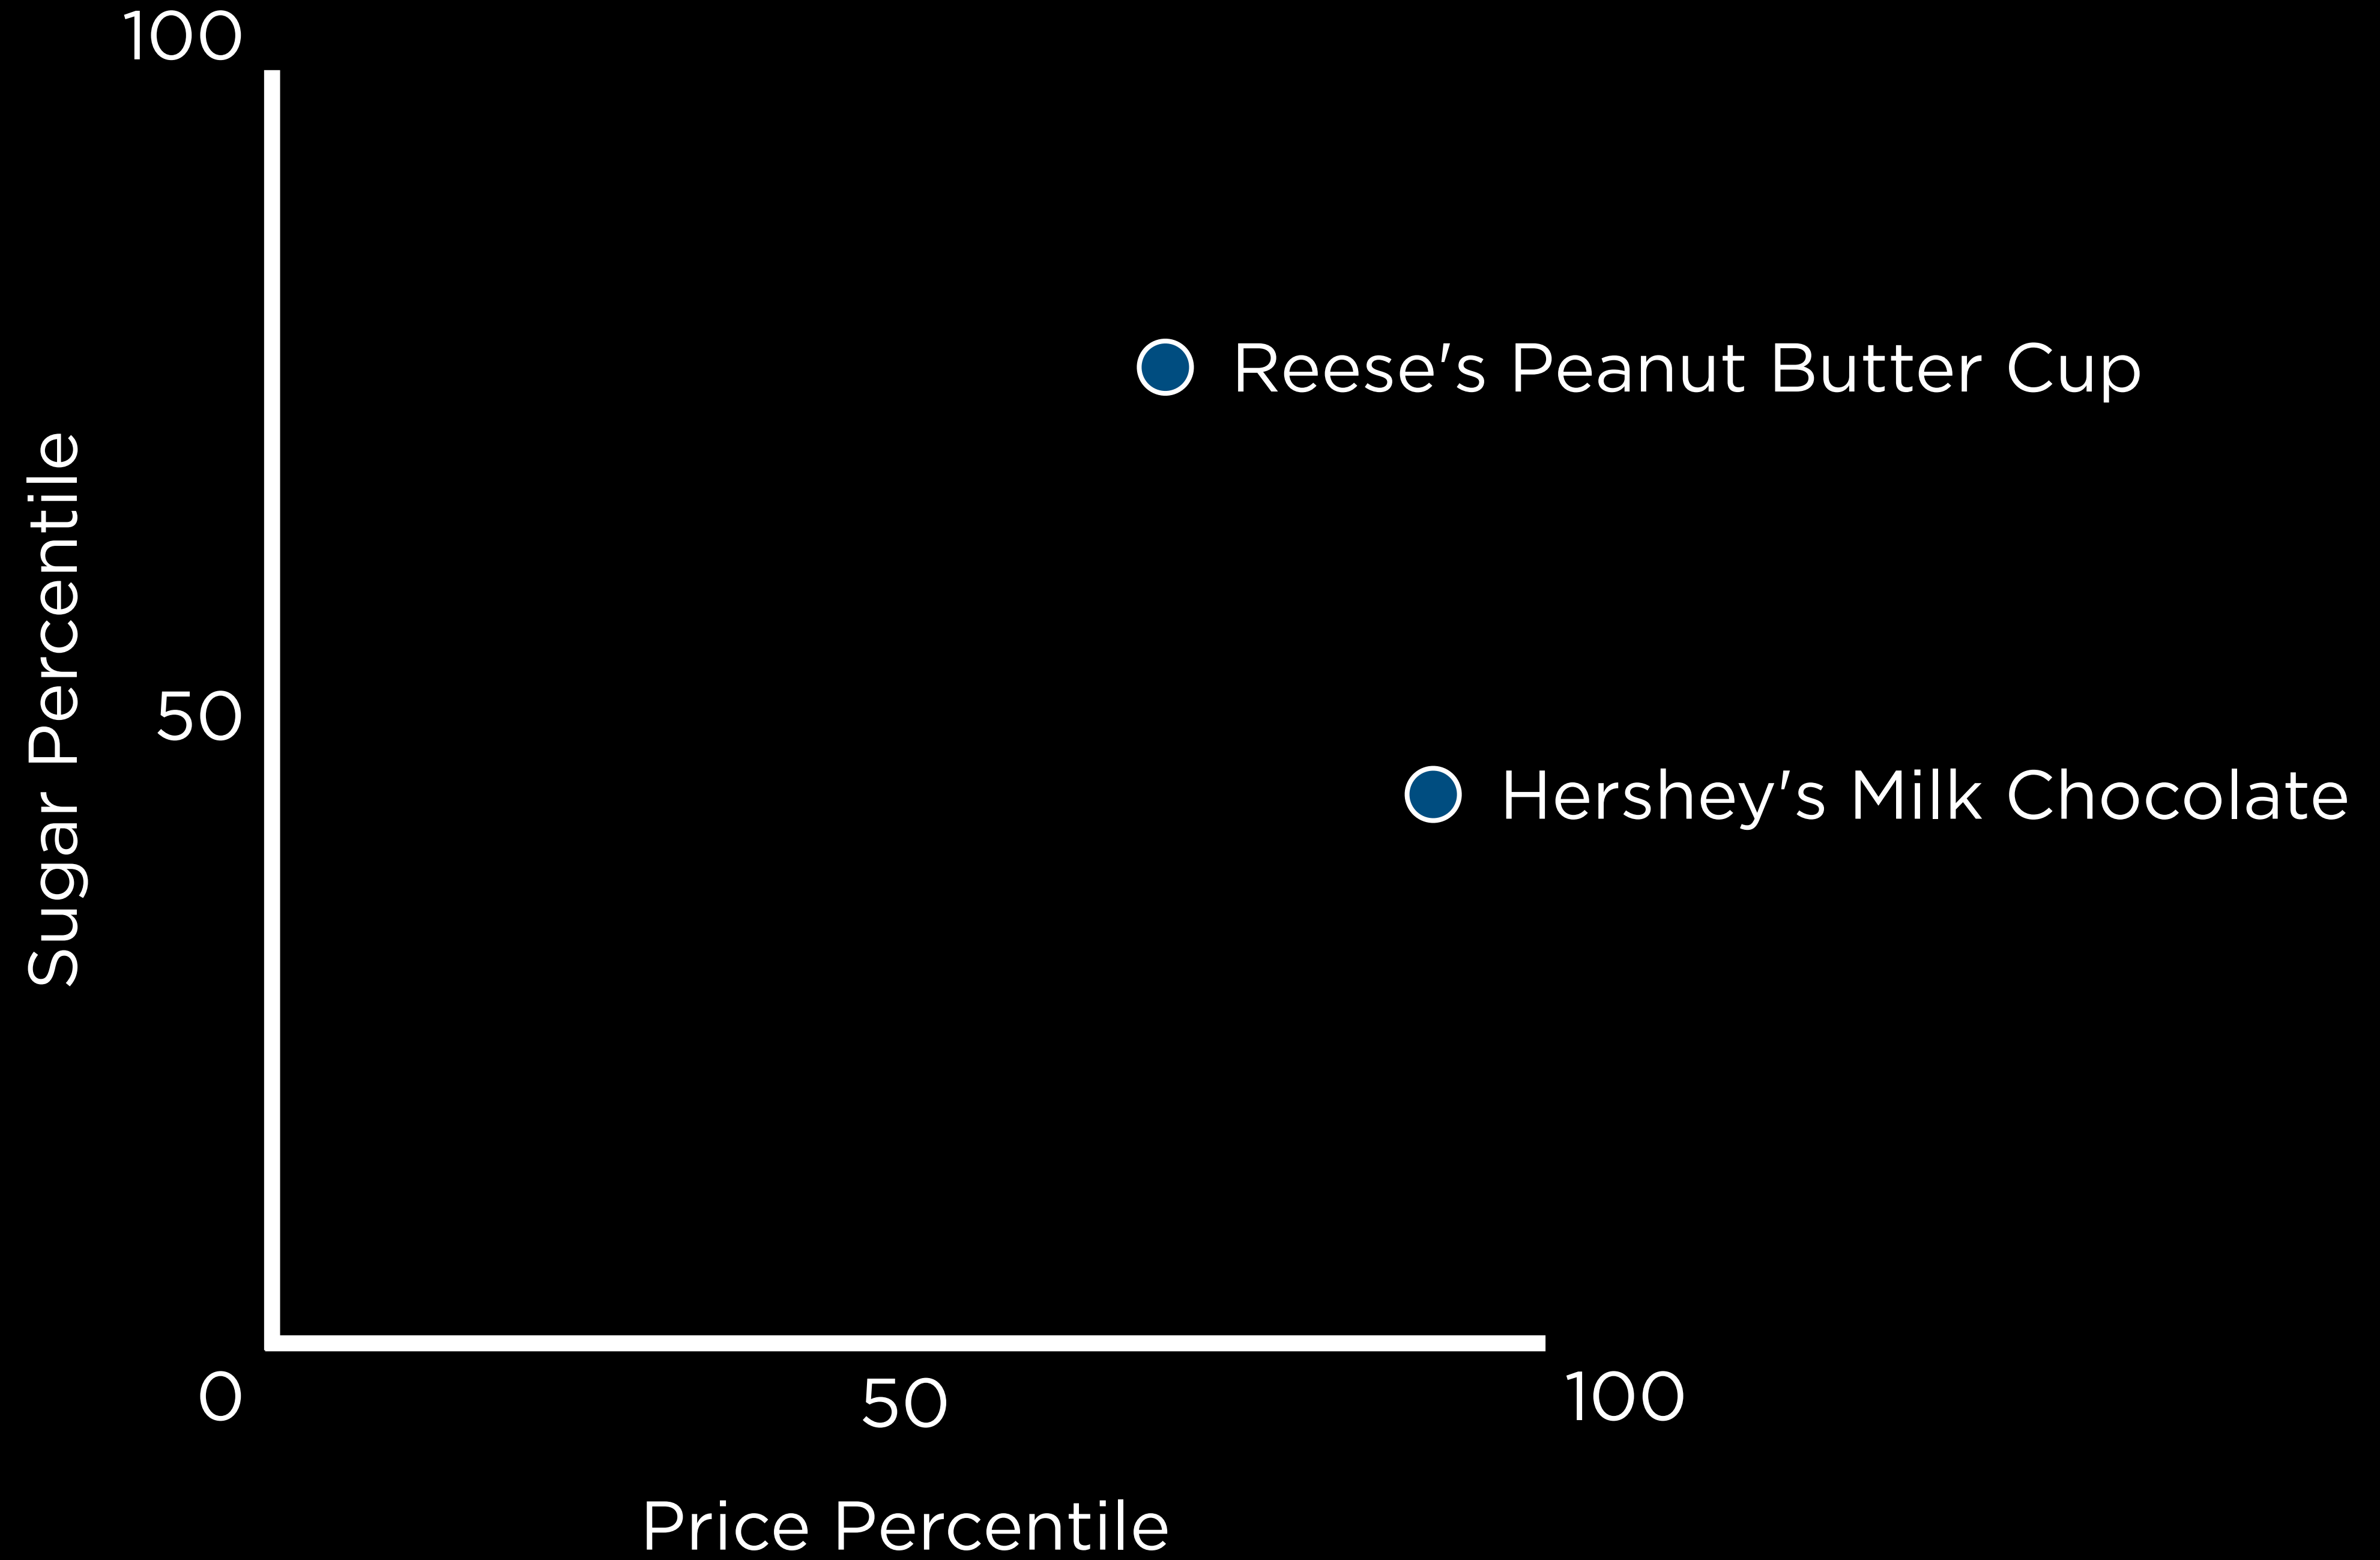 100
Reese's Peanut Butter Cup
Sugar Percentile
50
Hershey's Milk Chocolate
0
50
100
Price Percentile